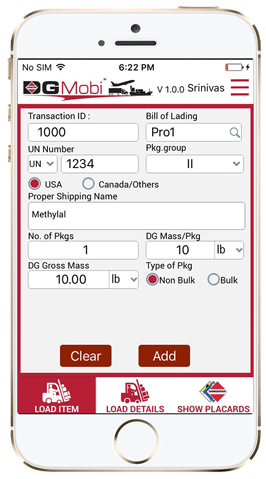 No SIM 6:22 PM
DG Mobi V 1.0.0 Srinivas
Transaction ID : Bill of Lading
1000 Pro1
UN Number Pkg.group
UN 1234 II
USA Canada/Others
Proper Shipping Name
Methylal
No. of Pkgs DG Mass/Pkg
1 10 lb
DG Gross Mass Type of Pkg
10.00 lb Non Bulk Bulk
Clear Add
LOAD ITEM LOAD DETAILS SHOW PLACARDS